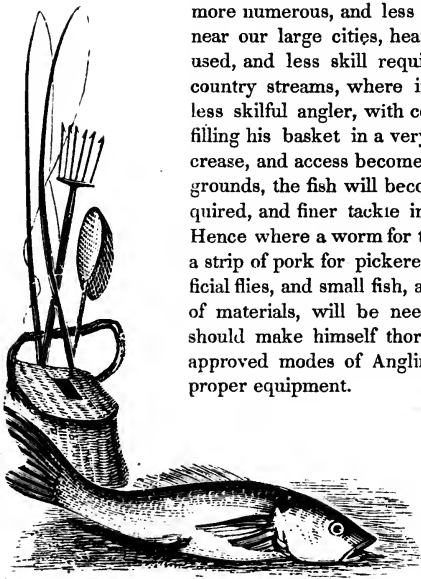 more numerous, and less
near our large cities, hea
used, and less skill requi
country streams, where i
less skilful angler, with c
filling his basket in a very
crease, and access become
grounds, the fish will beco
quired, and finer tackle i
Hence where a worm for t
a strip of pork for pickere
ficial flies, and small fish, a
of materials, will be nee
should make himself thor
approved modes of Anglin
proper equipment.